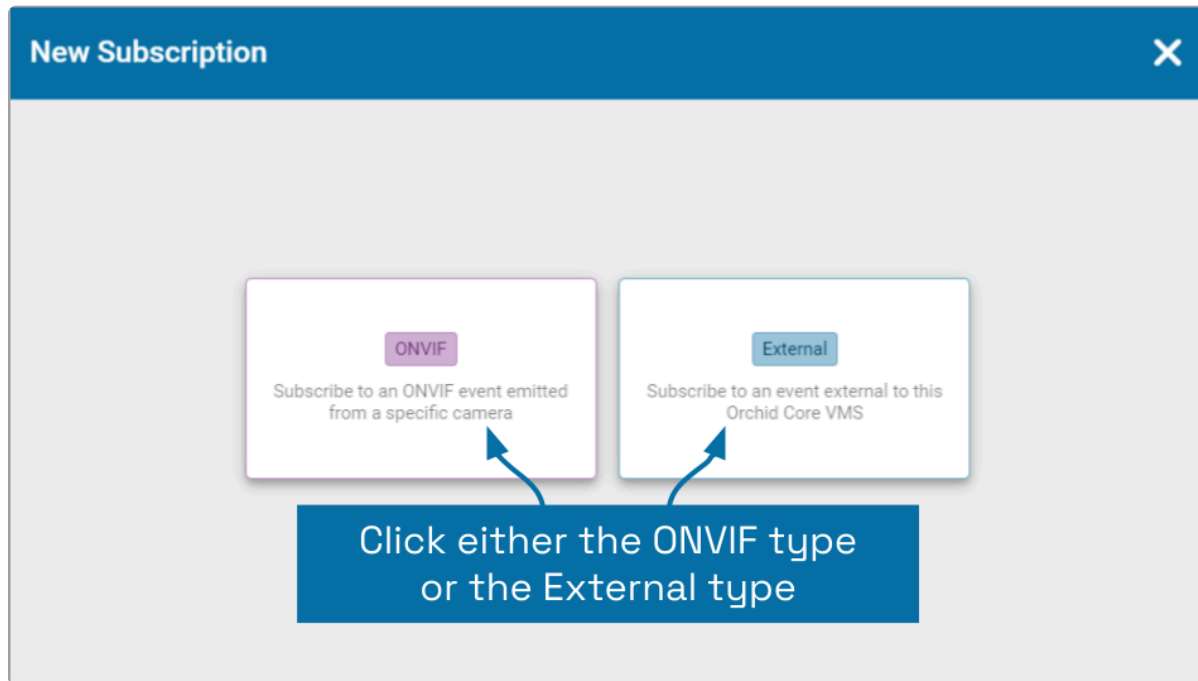 New Subscription
ONVIF
Subscribe to an ONVIF event emitted
from a specific camera
External
Subscribe to an event external to this
Orchid Core VMS
Click either the ONVIF type
or the External type